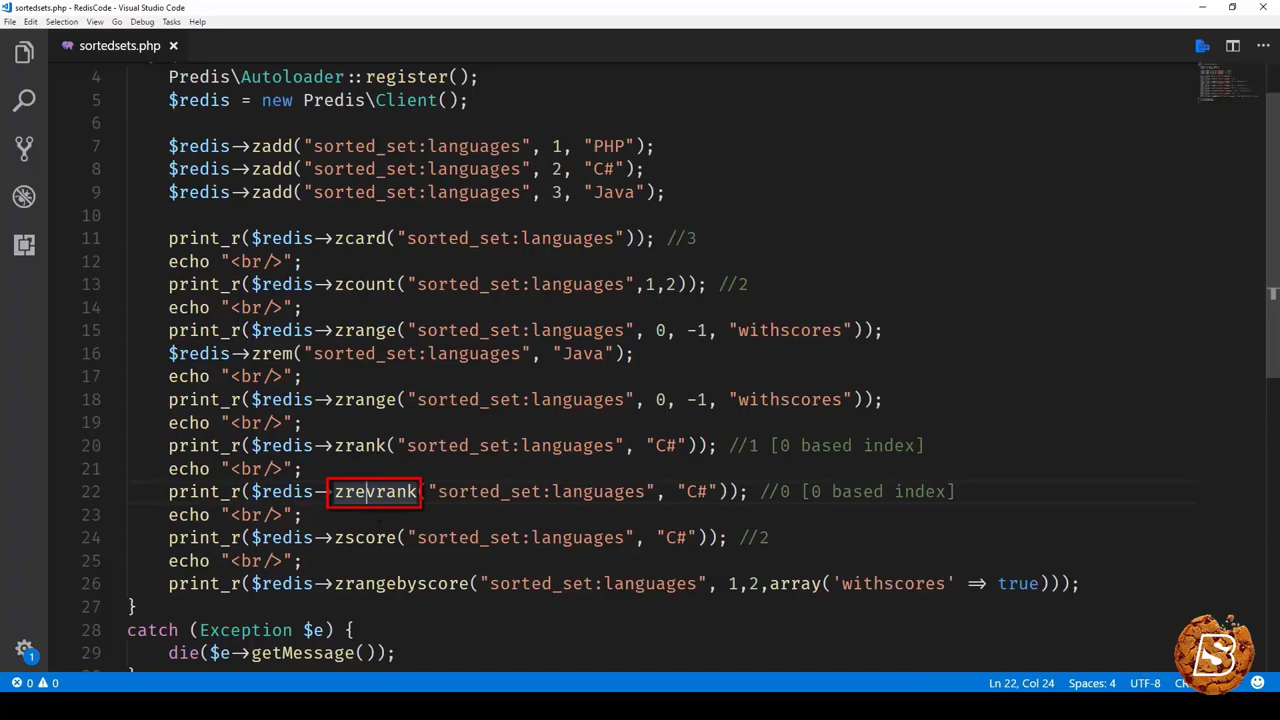 sortedsets.php - RedisCode - Visual Studio Code
File Edit Selection View Go Debug Tasks Help
sortedsets.php
4 Predis\Autoloader::register();
5 $redis = new Predis\Client();
6
7 $redis->zadd("sorted_set:languages", 1, "PHP");
8 $redis->zadd("sorted_set:languages", 2, "C#");
9 $redis->zadd("sorted_set:languages", 3, "Java");
10
11 print_r($redis->zcard("sorted_set:languages")); //3
12 echo "<br/>";
13 print_r($redis->zcount("sorted_set:languages",1,2)); //2
14 echo "<br/>";
15 print_r($redis->zrange("sorted_set:languages", 0, -1, "withscores"));
16 $redis->zrem("sorted_set:languages", "Java");
17 echo "<br/>";
18 print_r($redis->zrange("sorted_set:languages", 0, -1, "withscores"));
19 echo "<br/>";
20 print_r($redis->zrank("sorted_set:languages", "C#")); //1 [0 based index]
21 echo "<br/>";
22 print_r($redis->zrevrank("sorted_set:languages", "C#")); //0 [0 based index]
23 echo "<br/>";
24 print_r($redis->zscore("sorted_set:languages", "C#")); //2
25 echo "<br/>";
26 print_r($redis->zrangebyscore("sorted_set:languages", 1,2,array('withscores' => true)));
27 }
28 catch (Exception $e) {
29 die($e->getMessage());
1
0 0 Ln 22, Col 24 Spaces: 4 UTF-8